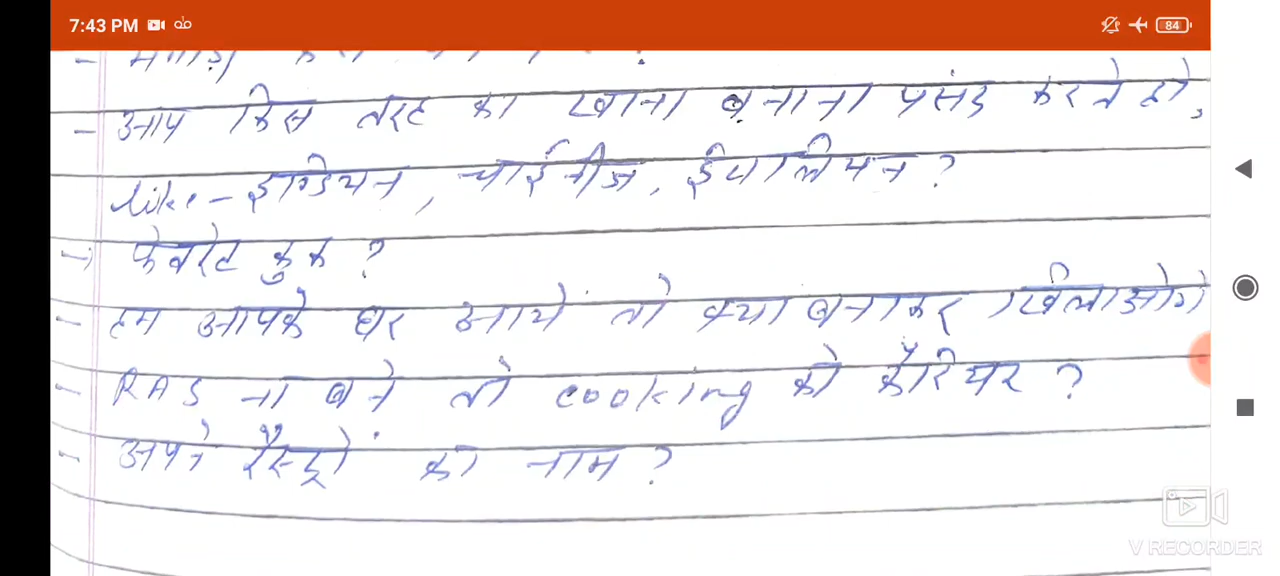 7:43 PM
84
- आप किस तरह का खाना बनाना पसंद करते हो,
like - इण्डियन, चाईनीज, ईटालियन ?
→ फेवरेट कुक ?
- हम आपके घर आये तो क्या बनाकर खिलाओगे
- RAS ना बने तो cooking को कैरियर ?
- अपने रैस्ट्रों का नाम ?
V RECORDER